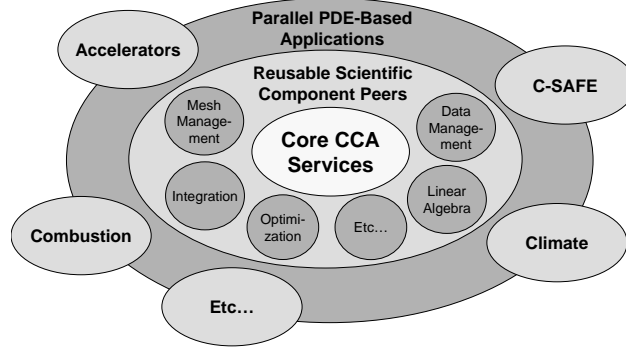 Parallel PDE-Based
Applications
Accelerators
C-SAFE
Reusable Scientific
Component Peers
Mesh
Manage-
ment
Data
Manage-
ment
Core CCA
Services
Integration
Linear
Algebra
Optimi-
zation
Etc…
Combustion
Climate
Etc…